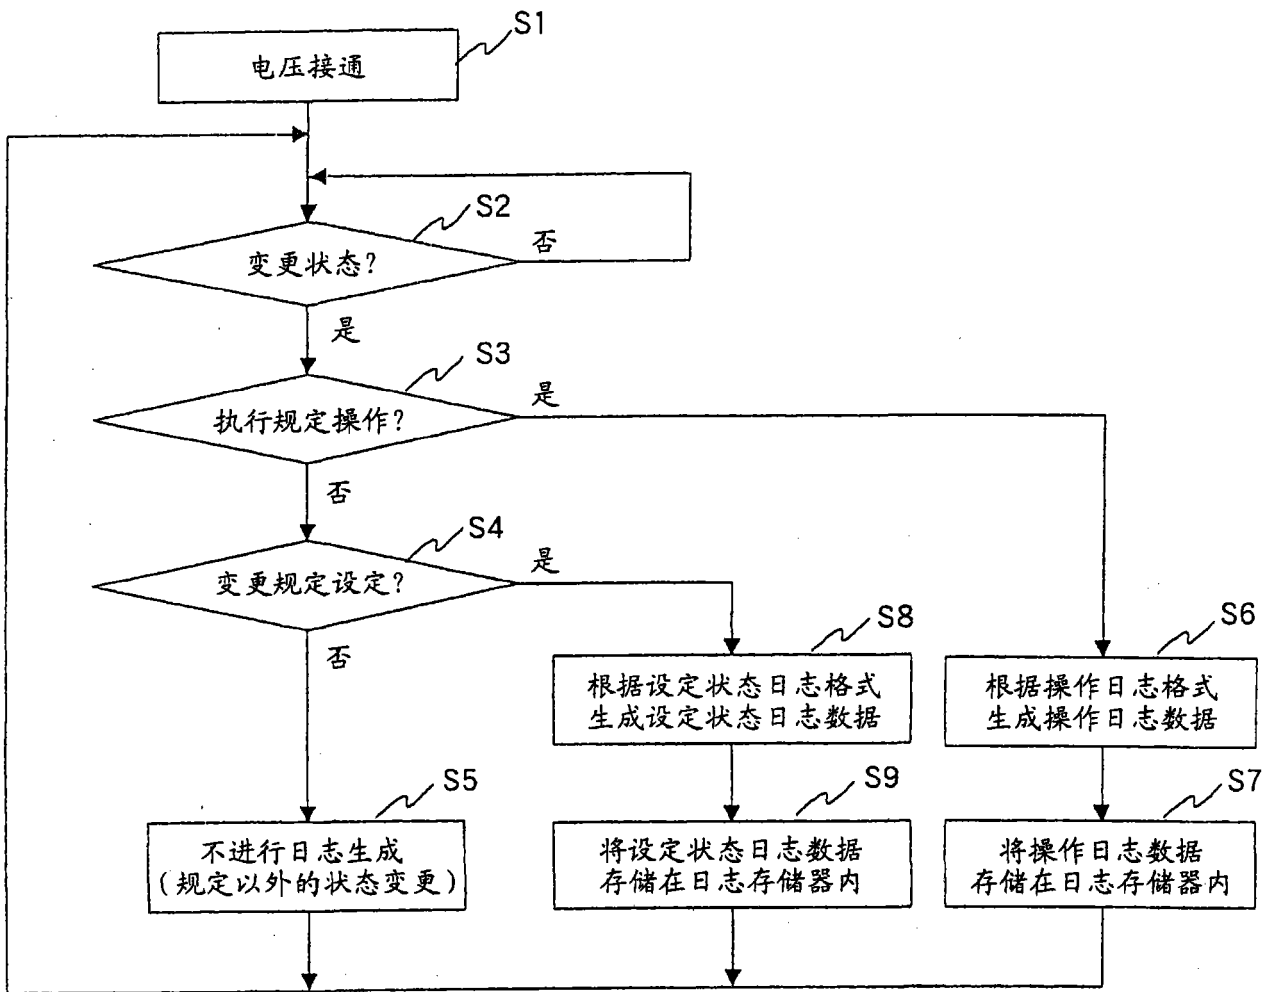 S1
电压接通
S2
变更状态?
否
是
S3
执行规定操作?
是
否
S4
变更规定设定?
是
否
S8
根据设定状态日志格式
生成设定状态日志数据
S6
根据操作日志格式
生成操作日志数据
S5
不进行日志生成
(规定以外的状态变更)
S9
将设定状态日志数据
存储在日志存储器内
S7
将操作日志数据
存储在日志存储器内